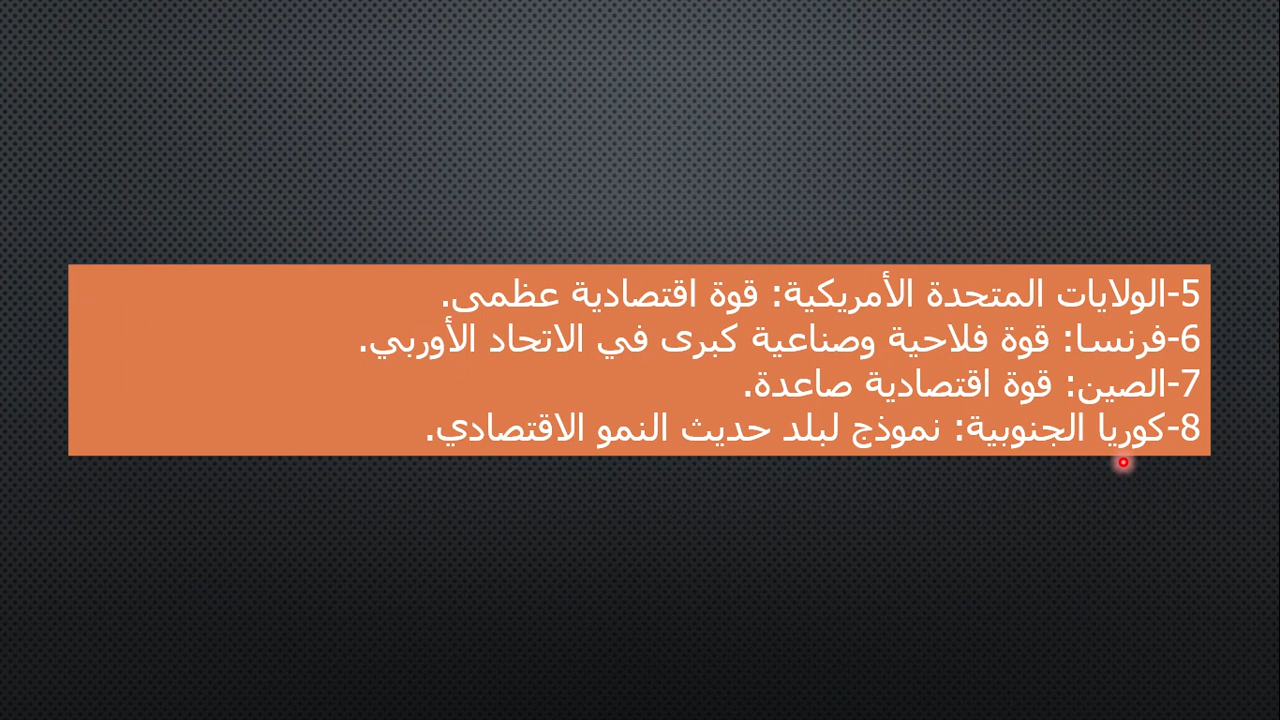 5-الولايات المتحدة الأمريكية: قوة اقتصادية عظمى.
6-فرنسا: قوة فلاحية وصناعية كبرى في الاتحاد الأوربي.
7-الصين: قوة اقتصادية صاعدة.
8-كوريا الجنوبية: نموذج لبلد حديث النمو الاقتصادي.